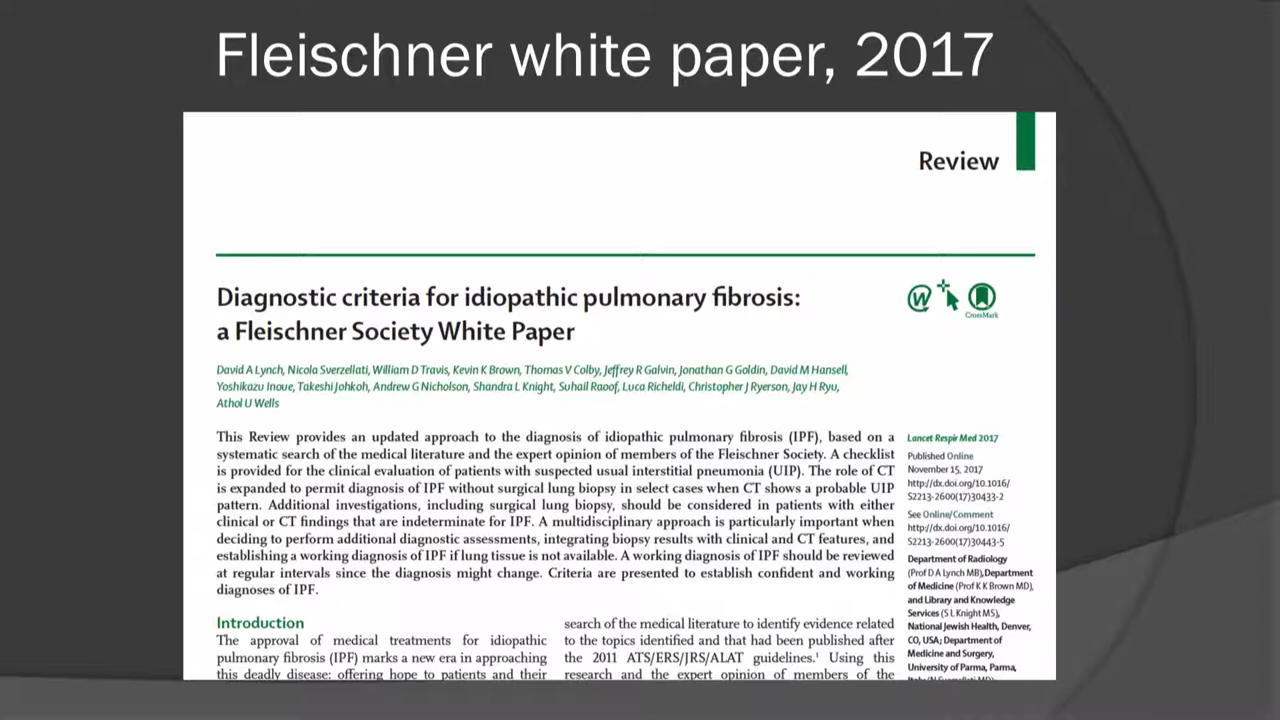 Fleischner white paper, 2017
Review
Diagnostic criteria for idiopathic pulmonary fibrosis:
a Fleischner Society White Paper
CrossMark
David A Lynch, Nicola Sverzellati, William D Travis, Kevin K Brown, Thomas V Colby, Jeffrey R Galvin, Jonathan G Goldin, David M Hansell,
Yoshikazu Inoue, Takeshi Johkoh, Andrew G Nicholson, Shandra L Knight, Suhail Raoof, Luca Richeldi, Christopher J Ryerson, Jay H Ryu,
Athol U Wells
This Review provides an updated approach to the diagnosis of idiopathic pulmonary fibrosis (IPF), based on a
systematic search of the medical literature and the expert opinion of members of the Fleischner Society. A checklist
is provided for the clinical evaluation of patients with suspected usual interstitial pneumonia (UIP). The role of CT
is expanded to permit diagnosis of IPF without surgical lung biopsy in select cases when CT shows a probable UIP
pattern. Additional investigations, including surgical lung biopsy, should be considered in patients with either
clinical or CT findings that are indeterminate for IPF. A multidisciplinary approach is particularly important when
deciding to perform additional diagnostic assessments, integrating biopsy results with clinical and CT features, and
establishing a working diagnosis of IPF if lung tissue is not available. A working diagnosis of IPF should be reviewed
at regular intervals since the diagnosis might change. Criteria are presented to establish confident and working
diagnoses of IPF.
Introduction
The approval of medical treatments for idiopathic
pulmonary fibrosis (IPF) marks a new era in approaching
this deadly disease: offering hope to patients and their
search of the medical literature to identify evidence related
to the topics identified and that had been published after
the 2011 ATS/ERS/JRS/ALAT guidelines.¹ Using this
research and the expert opinion of members of the
Lancet Respir Med 2017
Published Online
November 15, 2017
http://dx.doi.org/10.1016/
S2213-2600(17)30433-2
See Online/Comment
http://dx.doi.org/10.1016/
S2213-2600(17)30443-5
Department of Radiology
(Prof D A Lynch MB), Department
of Medicine (Prof K K Brown MD),
and Library and Knowledge
Services (S L Knight MS),
National Jewish Health, Denver,
CO, USA; Department of
Medicine and Surgery,
University of Parma, Parma,